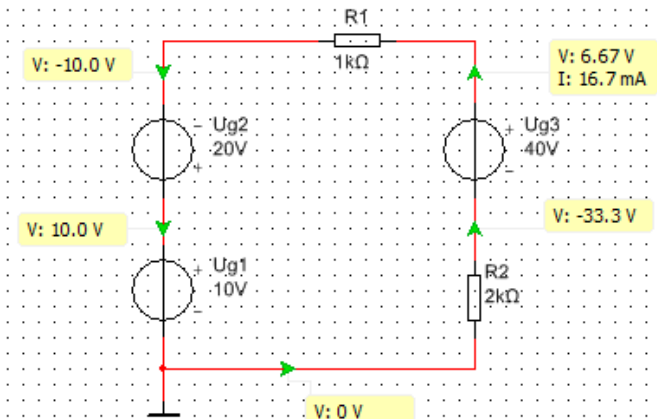 R1
1kΩ
V: -10.0 V
V: 6.67 V
I: 16.7 mA
− Ug2
20V
+
+ Ug3
40V
−
V: 10.0 V
V: -33.3 V
+ Ug1
10V
−
R2
2kΩ
V: 0 V